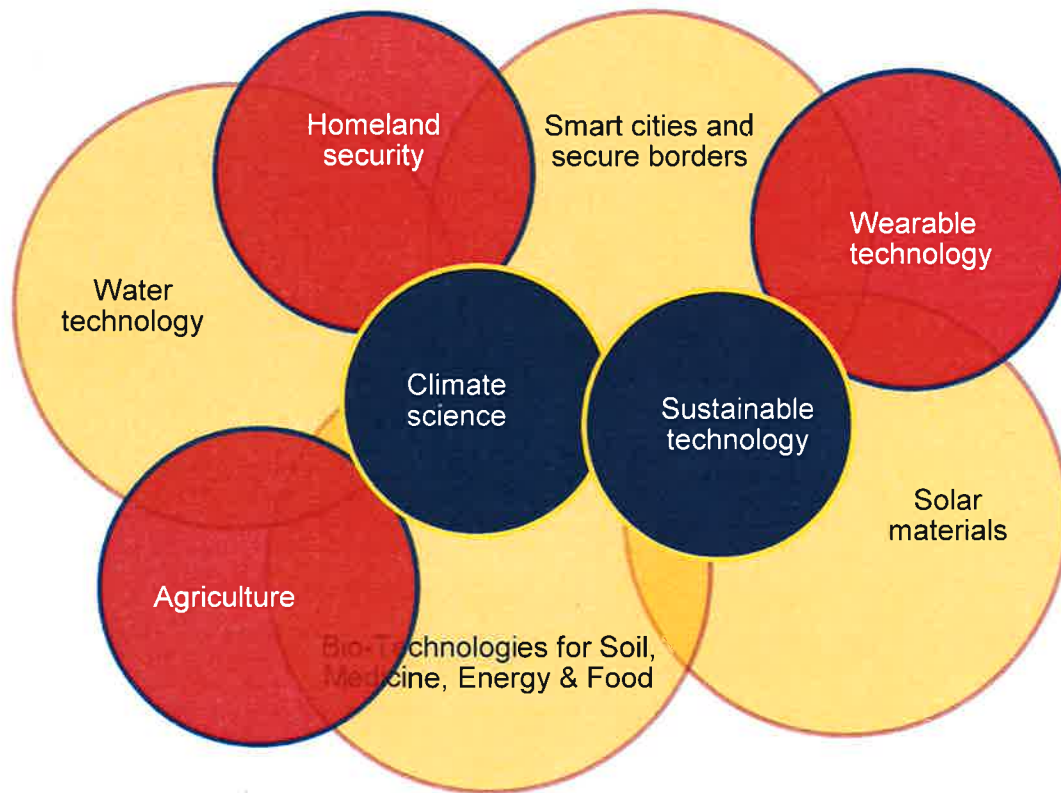 Homeland
security
Smart cities and
secure borders
Wearable
technology
Water
technology
Climate
science
Sustainable
technology
Solar
materials
Agriculture
Bio-Technologies for Soil,
Medicine, Energy & Food